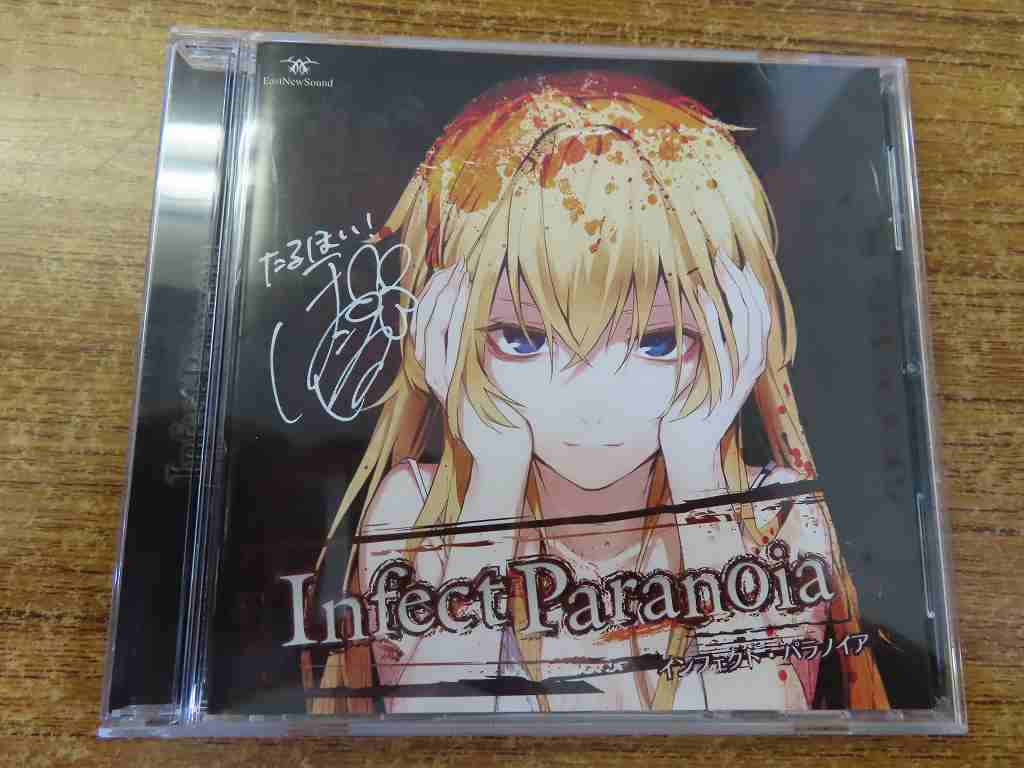 EastNewSound
たるほい!
Infect Paranoia
インフェクト・パラノイア